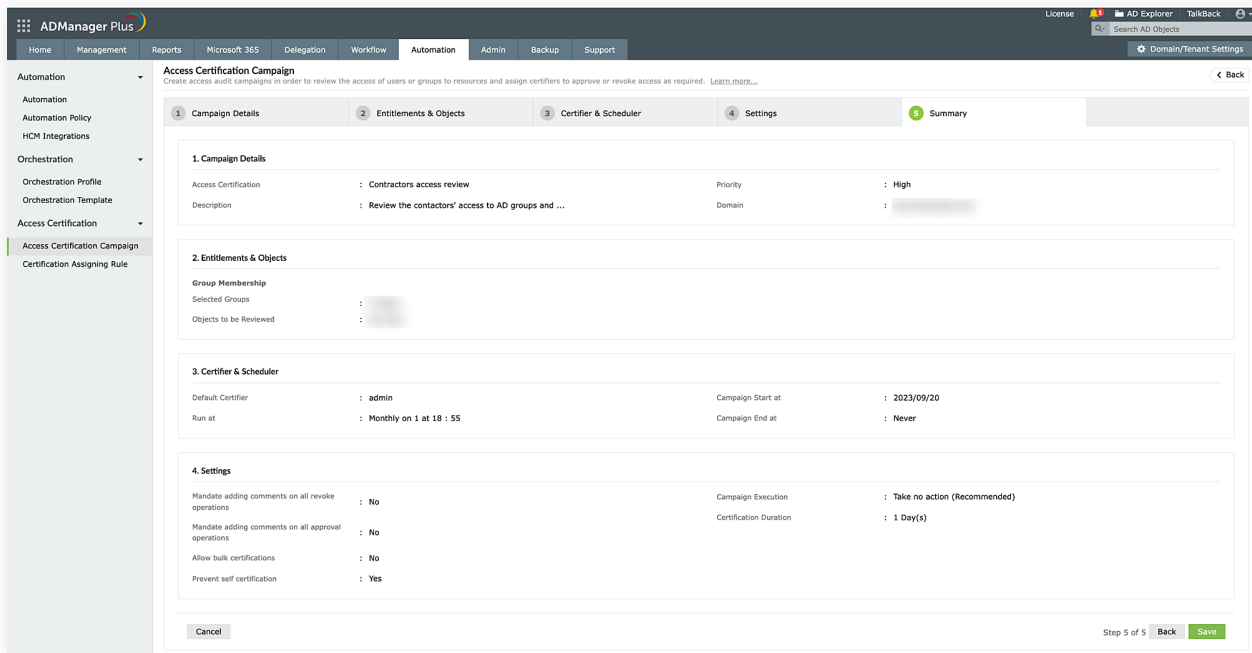 License 1 AD Explorer TalkBack
ADManager Plus
Search AD Objects
Home Management Reports Microsoft 365 Delegation Workflow Automation Admin Backup Support
Domain/Tenant Settings
Automation
Automation
Automation Policy
HCM Integrations
Orchestration
Orchestration Profile
Orchestration Template
Access Certification
Access Certification Campaign
Certification Assigning Rule
Access Certification Campaign
Create access audit campaigns in order to review the access of users or groups to resources and assign certifiers to approve or revoke access as required. Learn more...
Back
1 Campaign Details 2 Entitlements & Objects 3 Certifier & Scheduler 4 Settings 5 Summary
1. Campaign Details
Access Certification : Contractors access review Priority : High
Description : Review the contactors' access to AD groups and ... Domain :
2. Entitlements & Objects
Group Membership
Selected Groups :
Objects to be Reviewed :
3. Certifier & Scheduler
Default Certifier : admin Campaign Start at : 2023/09/20
Run at : Monthly on 1 at 18 : 55 Campaign End at : Never
4. Settings
Mandate adding comments on all revoke
operations : No
Campaign Execution : Take no action (Recommended)
Mandate adding comments on all approval
operations : No
Certification Duration : 1 Day(s)
Allow bulk certifications : No
Prevent self certification : Yes
Cancel Step 5 of 5 Back Save